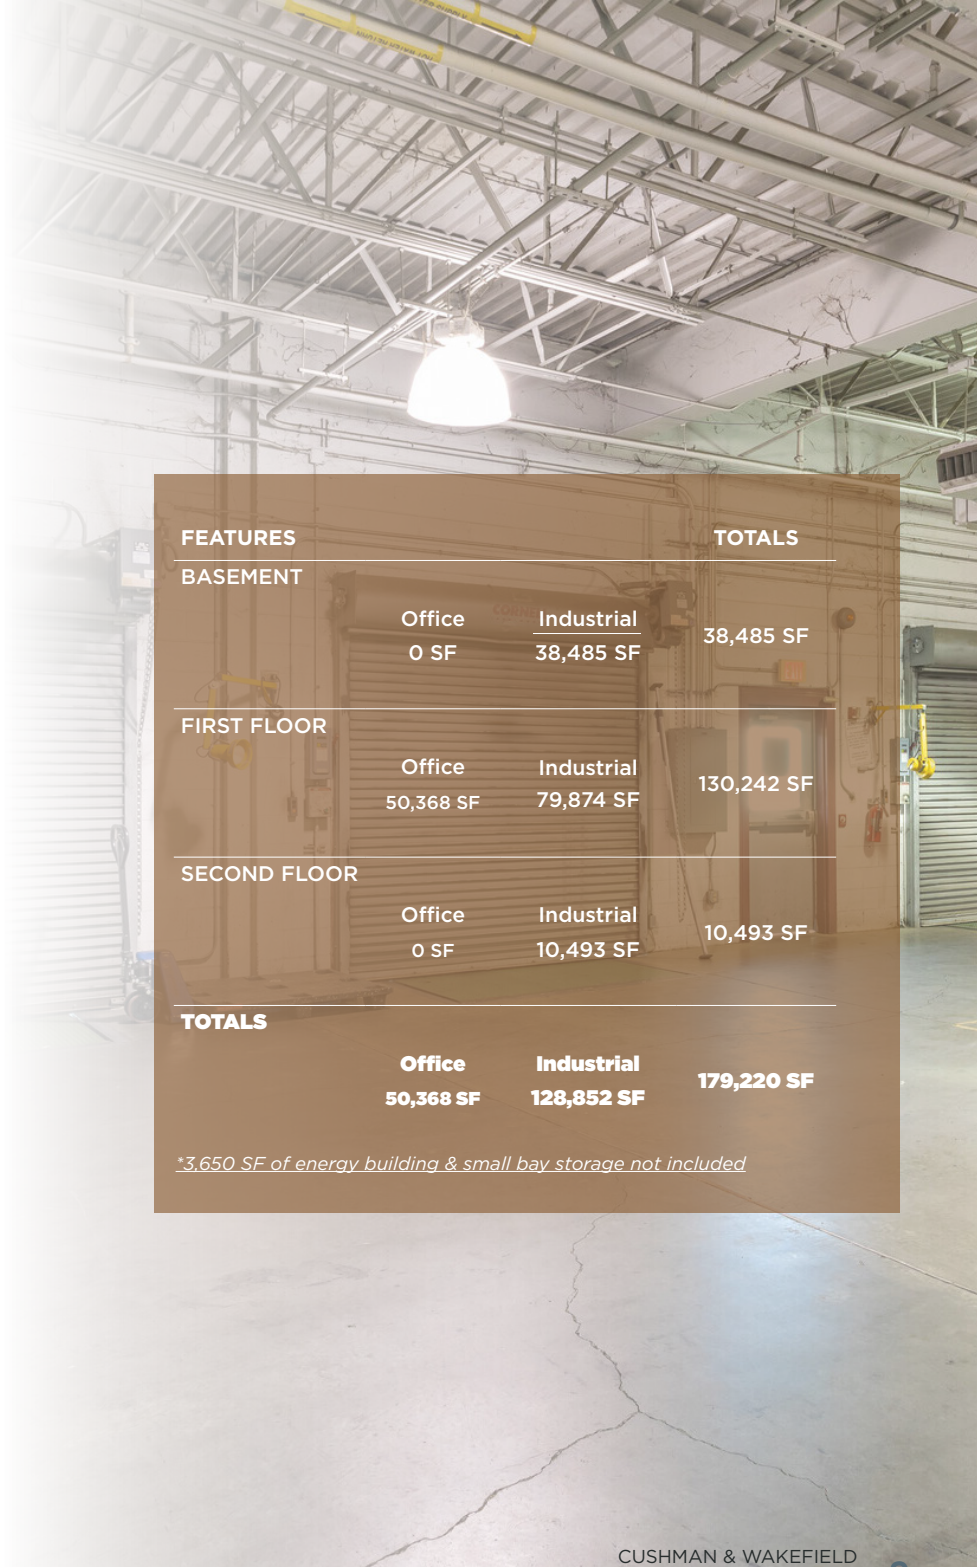 HOT WATER RETURN
FEATURES TOTALS
BASEMENT
Office Industrial
0 SF 38,485 SF 38,485 SF
FIRST FLOOR
Office Industrial
50,368 SF 79,874 SF 130,242 SF
SECOND FLOOR
Office Industrial
0 SF 10,493 SF 10,493 SF
TOTALS
Office Industrial
50,368 SF 128,852 SF 179,220 SF
*3,650 SF of energy building & small bay storage not included
CUSHMAN & WAKEFIELD